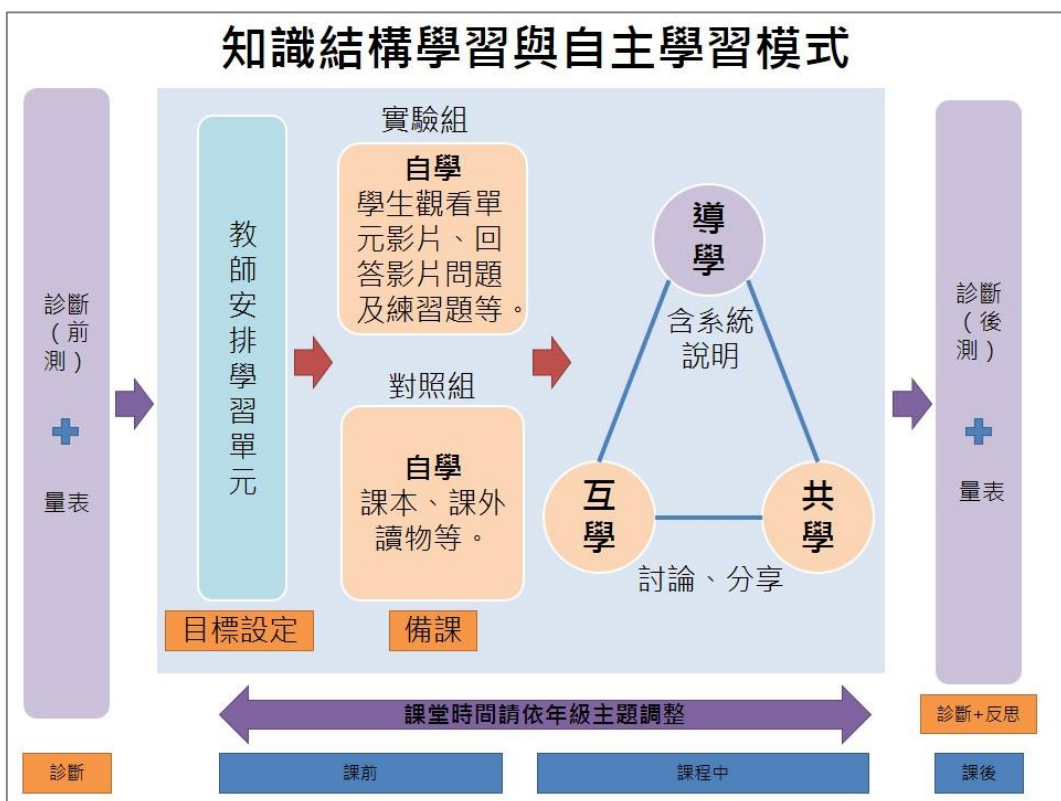 知識結構學習與自主學習模式
診斷
（前
測）
量表
教
師
安
排
學
習
單
元
目標設定
實驗組
自學
學生觀看單
元影片、回
答影片問題
及練習題等。
對照組
自學
課本、課外
讀物等。
備課
導
學
含系統
說明
互
學
共
學
討論、分享
診斷
（後
測）
量表
課堂時間請依年級主題調整
診斷+反思
診斷
課前
課程中
課後